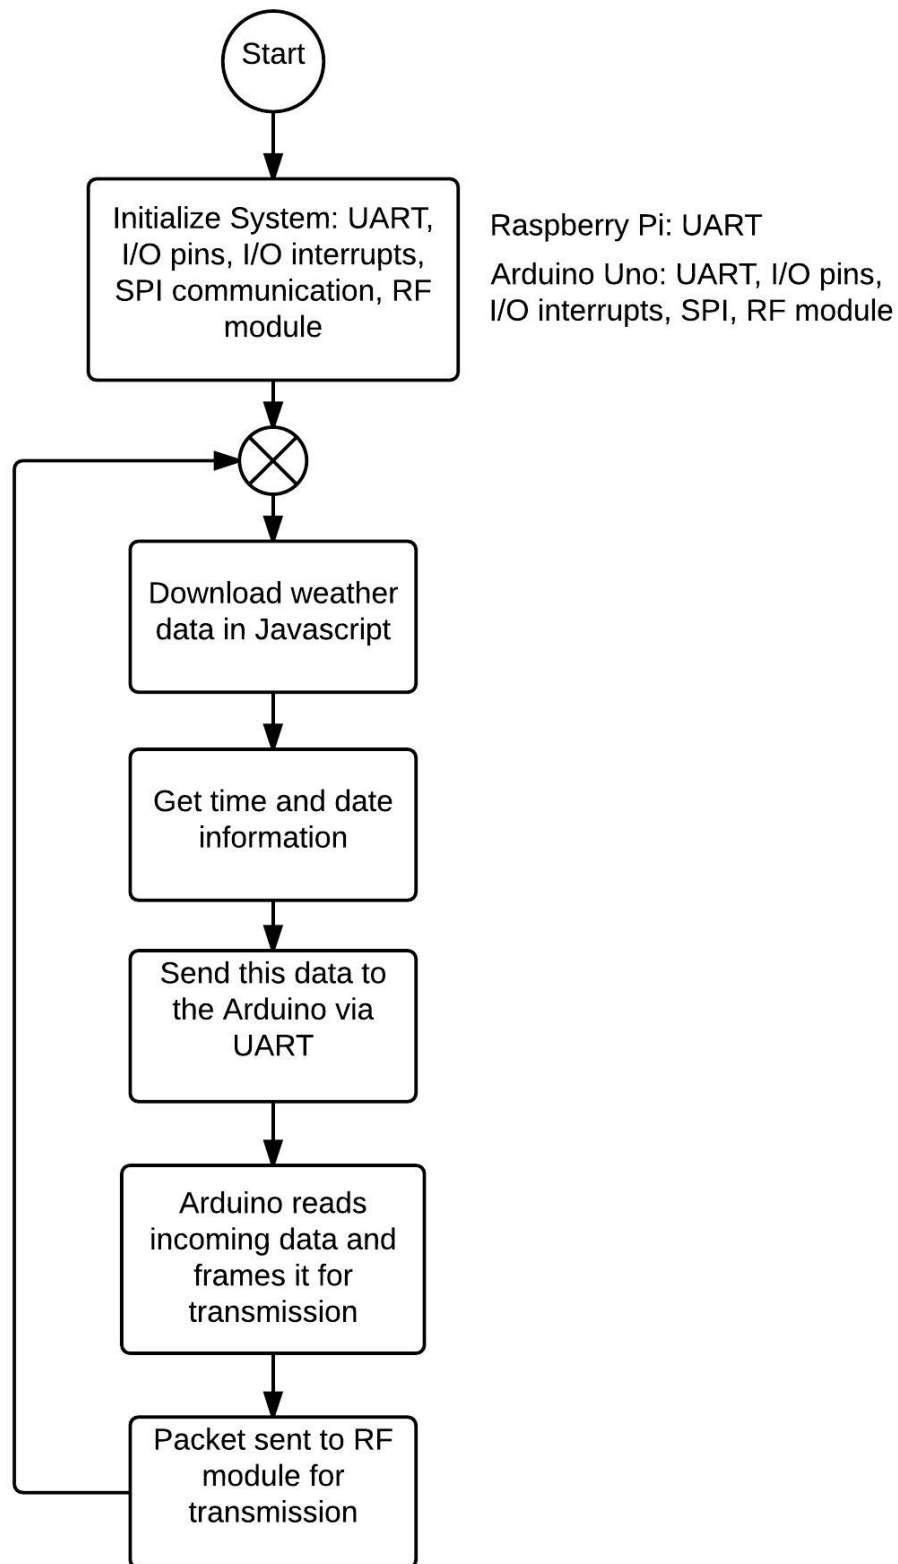 Start
Initialize System: UART,
I/O pins, I/O interrupts,
SPI communication, RF
module
Raspberry Pi: UART
Arduino Uno: UART, I/O pins,
I/O interrupts, SPI, RF module
Download weather
data in Javascript
Get time and date
information
Send this data to
the Arduino via
UART
Arduino reads
incoming data and
frames it for
transmission
Packet sent to RF
module for
transmission